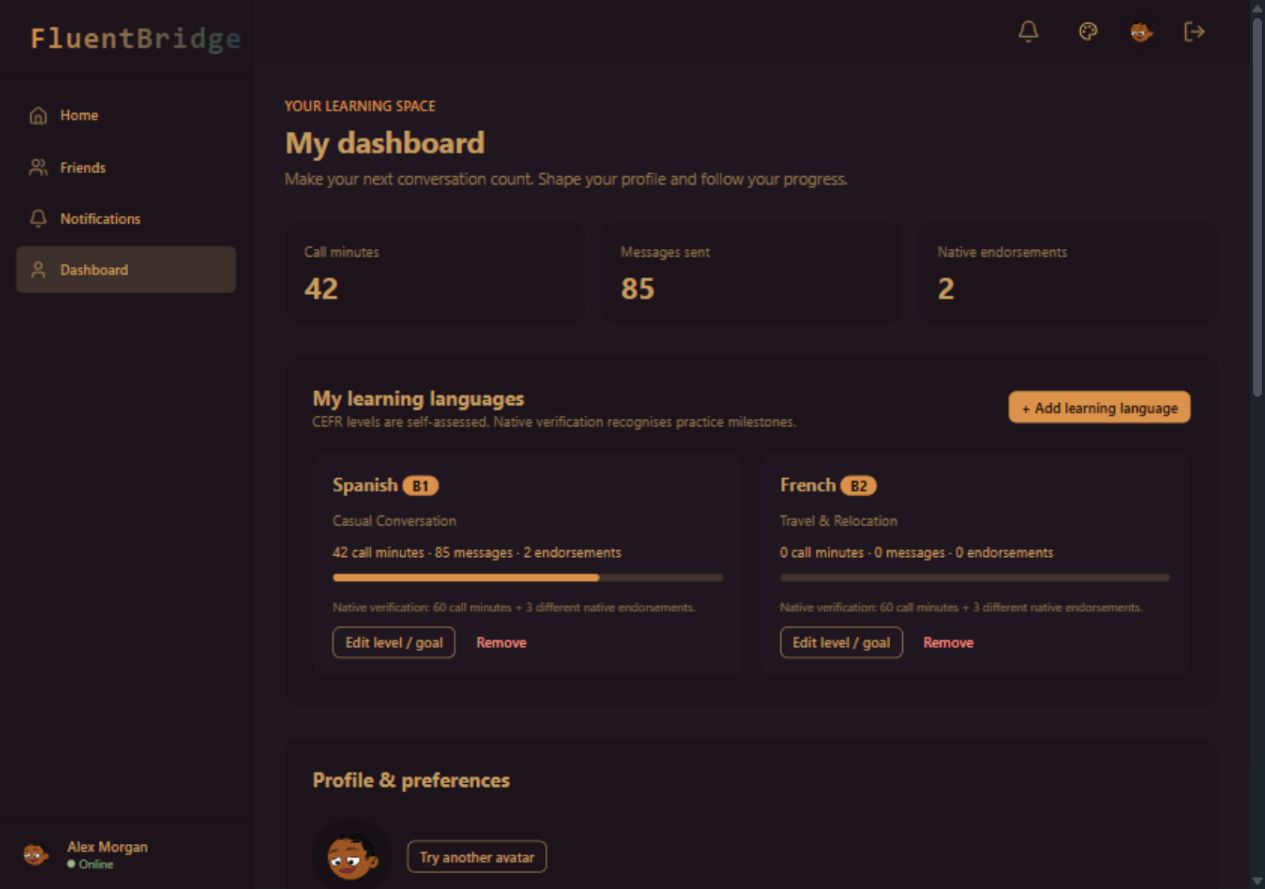 FluentBridge
Home
Friends
Notifications
Dashboard
Alex Morgan
Online
YOUR LEARNING SPACE
My dashboard
Make your next conversation count. Shape your profile and follow your progress.
Call minutes
42
Messages sent
85
Native endorsements
2
My learning languages
CEFR levels are self-assessed. Native verification recognises practice milestones.
+ Add learning language
Spanish B1
Casual Conversation
42 call minutes · 85 messages · 2 endorsements
Native verification: 60 call minutes + 3 different native endorsements.
Edit level / goal Remove
French B2
Travel & Relocation
0 call minutes · 0 messages · 0 endorsements
Native verification: 60 call minutes + 3 different native endorsements.
Edit level / goal Remove
Profile & preferences
Try another avatar